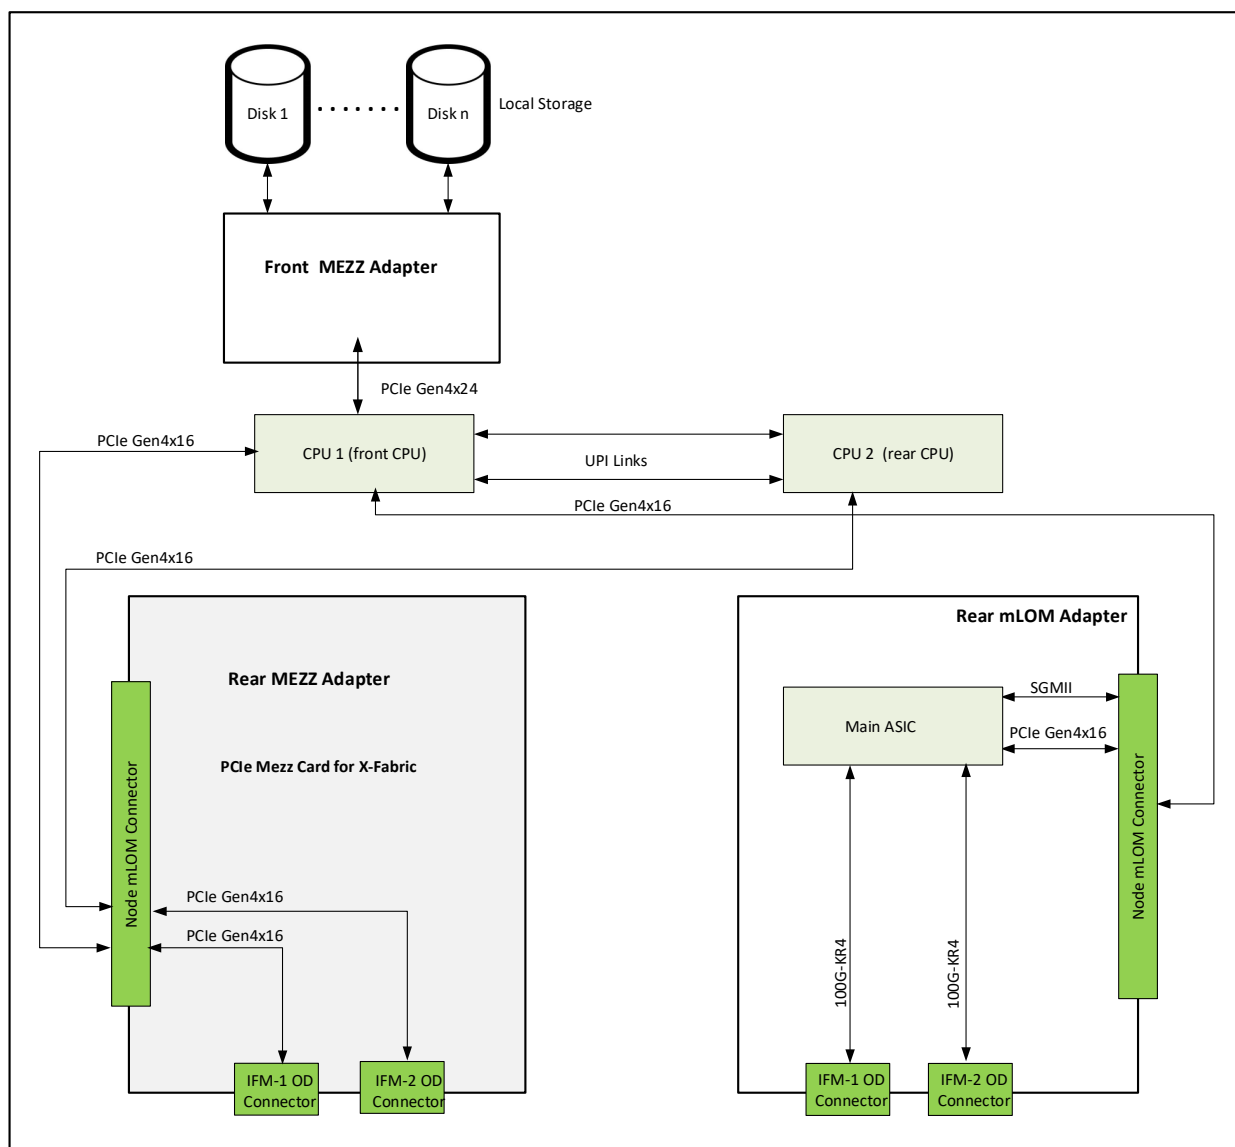 Disk 1
Disk n
Local Storage
Front MEZZ Adapter
PCIe Gen4x24
PCIe Gen4x16
CPU 1 (front CPU)
UPI Links
CPU 2 (rear CPU)
PCIe Gen4x16
PCIe Gen4x16
Rear MEZZ Adapter
PCIe Mezz Card for X-Fabric
Node mLOM Connector
PCIe Gen4x16
PCIe Gen4x16
IFM-1 OD
Connector
IFM-2 OD
Connector
Rear mLOM Adapter
Main ASIC
SGMII
PCIe Gen4x16
Node mLOM Connector
100G-KR4
100G-KR4
IFM-1 OD
Connector
IFM-2 OD
Connector